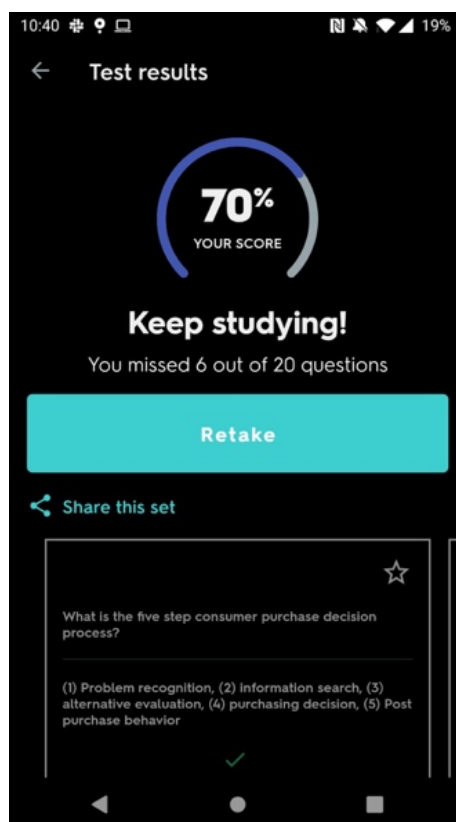 10:40
19%
Test results
70%
YOUR SCORE
Keep studying!
You missed 6 out of 20 questions
Retake
Share this set
What is the five step consumer purchase decision
process?
(1) Problem recognition, (2) information search, (3)
alternative evaluation, (4) purchasing decision, (5) Post
purchase behavior